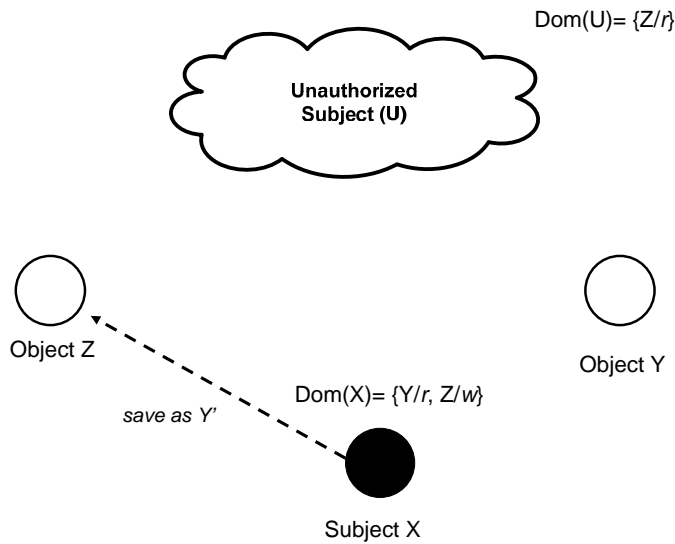 Dom(U)= {Z/r}
Unauthorized
Subject (U)
Object Z
Object Y
Dom(X)= {Y/r, Z/w}
save as Y'
Subject X